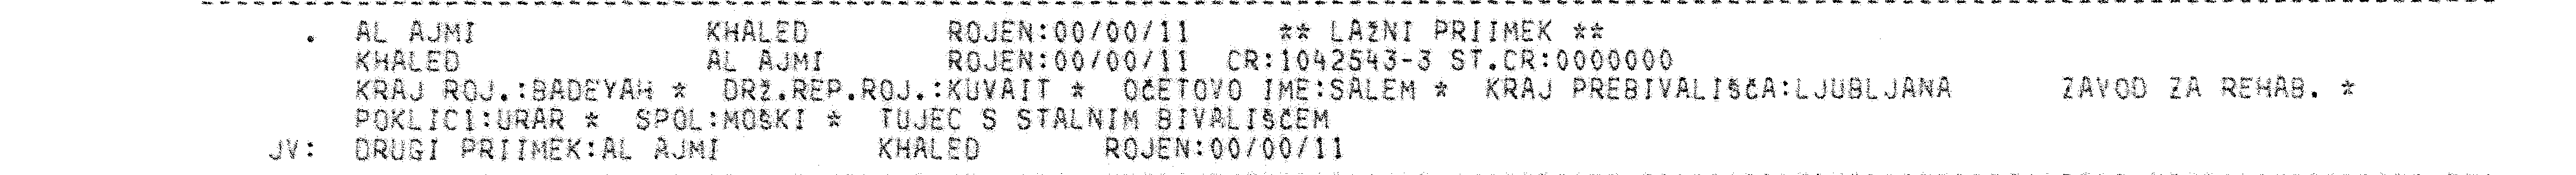 . AL AJMI KHALED ROJEN:00/00/11 ** LAŽNI PRIIMEK **
KHALED AL AJMI ROJEN:00/00/11 CR:1042543-3 ST.CR:0000000
KRAJ ROJ.:BADEYAH * DRŽ.REP.ROJ.:KUVAIT * OČETOVO IME:SALEM * KRAJ PREBIVALIŠČA:LJUBLJANA ZAVOD ZA REHAB. *
POKLIC1:URAR * SPOL:MOŠKI * TUJEC S STALNIM BIVALIŠČEM
JV: DRUGI PRIIMEK:AL AJMI KHALED ROJEN:00/00/11